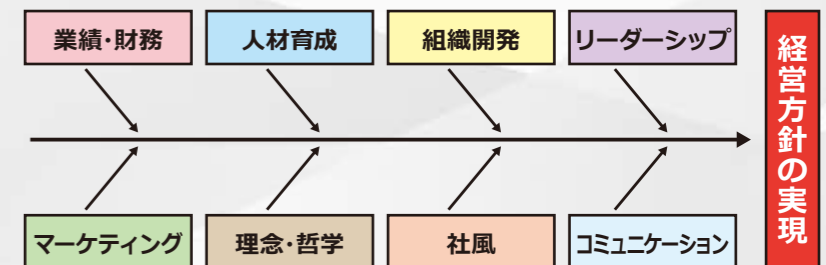 業績・財務
人材育成
組織開発
リーダーシップ
経営方針の実現
マーケティング
理念・哲学
社風
コミュニケーション